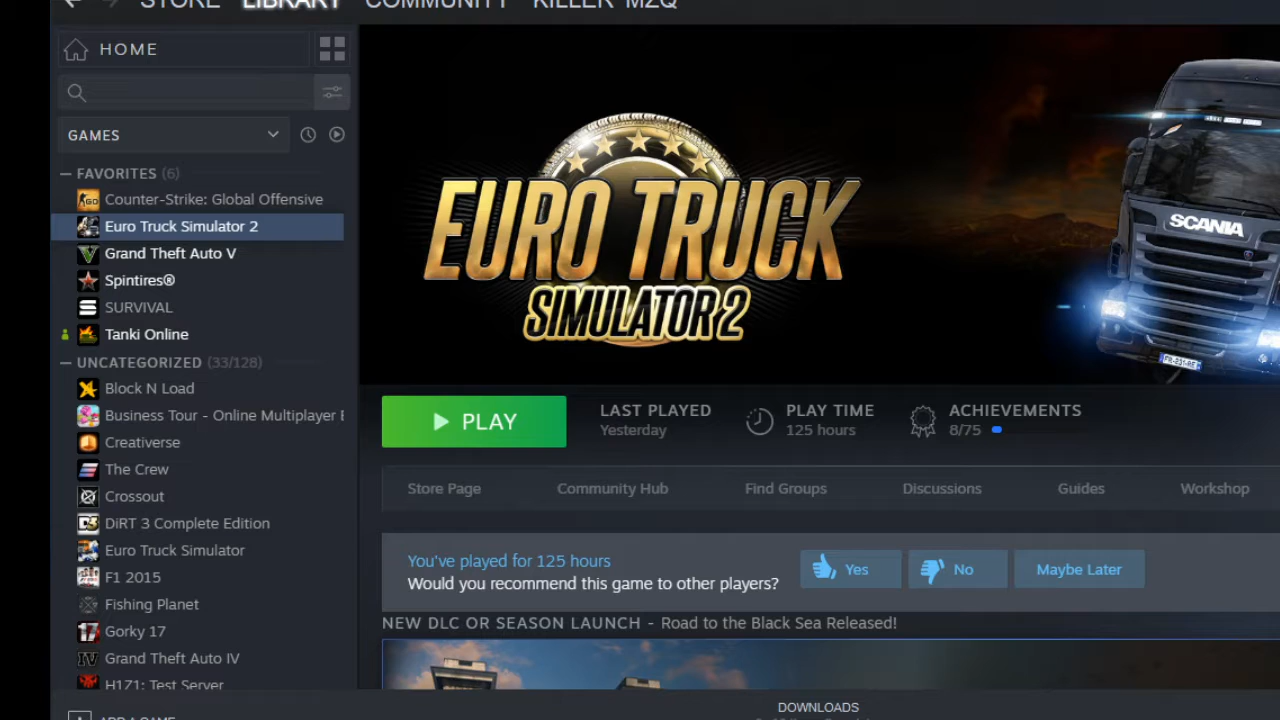 STORE LIBRARY COMMUNITY KILLER MZQ
HOME
GAMES
FAVORITES (6)
Counter-Strike: Global Offensive
Euro Truck Simulator 2
Grand Theft Auto V
Spintires®
SURVIVAL
Tanki Online
UNCATEGORIZED (33/128)
Block N Load
Business Tour - Online Multiplayer
Creativerse
The Crew
Crossout
DiRT 3 Complete Edition
Euro Truck Simulator
F1 2015
Fishing Planet
Gorky 17
Grand Theft Auto IV
H1Z1: Test Server
EURO TRUCK
SIMULATOR 2
SCANIA
PLAY
LAST PLAYED
Yesterday
PLAY TIME
125 hours
ACHIEVEMENTS
8/75
Store Page Community Hub Find Groups Discussions Guides Workshop
You've played for 125 hours
Would you recommend this game to other players?
Yes No Maybe Later
NEW DLC OR SEASON LAUNCH - Road to the Black Sea Released!
DOWNLOADS
ADD A GAME